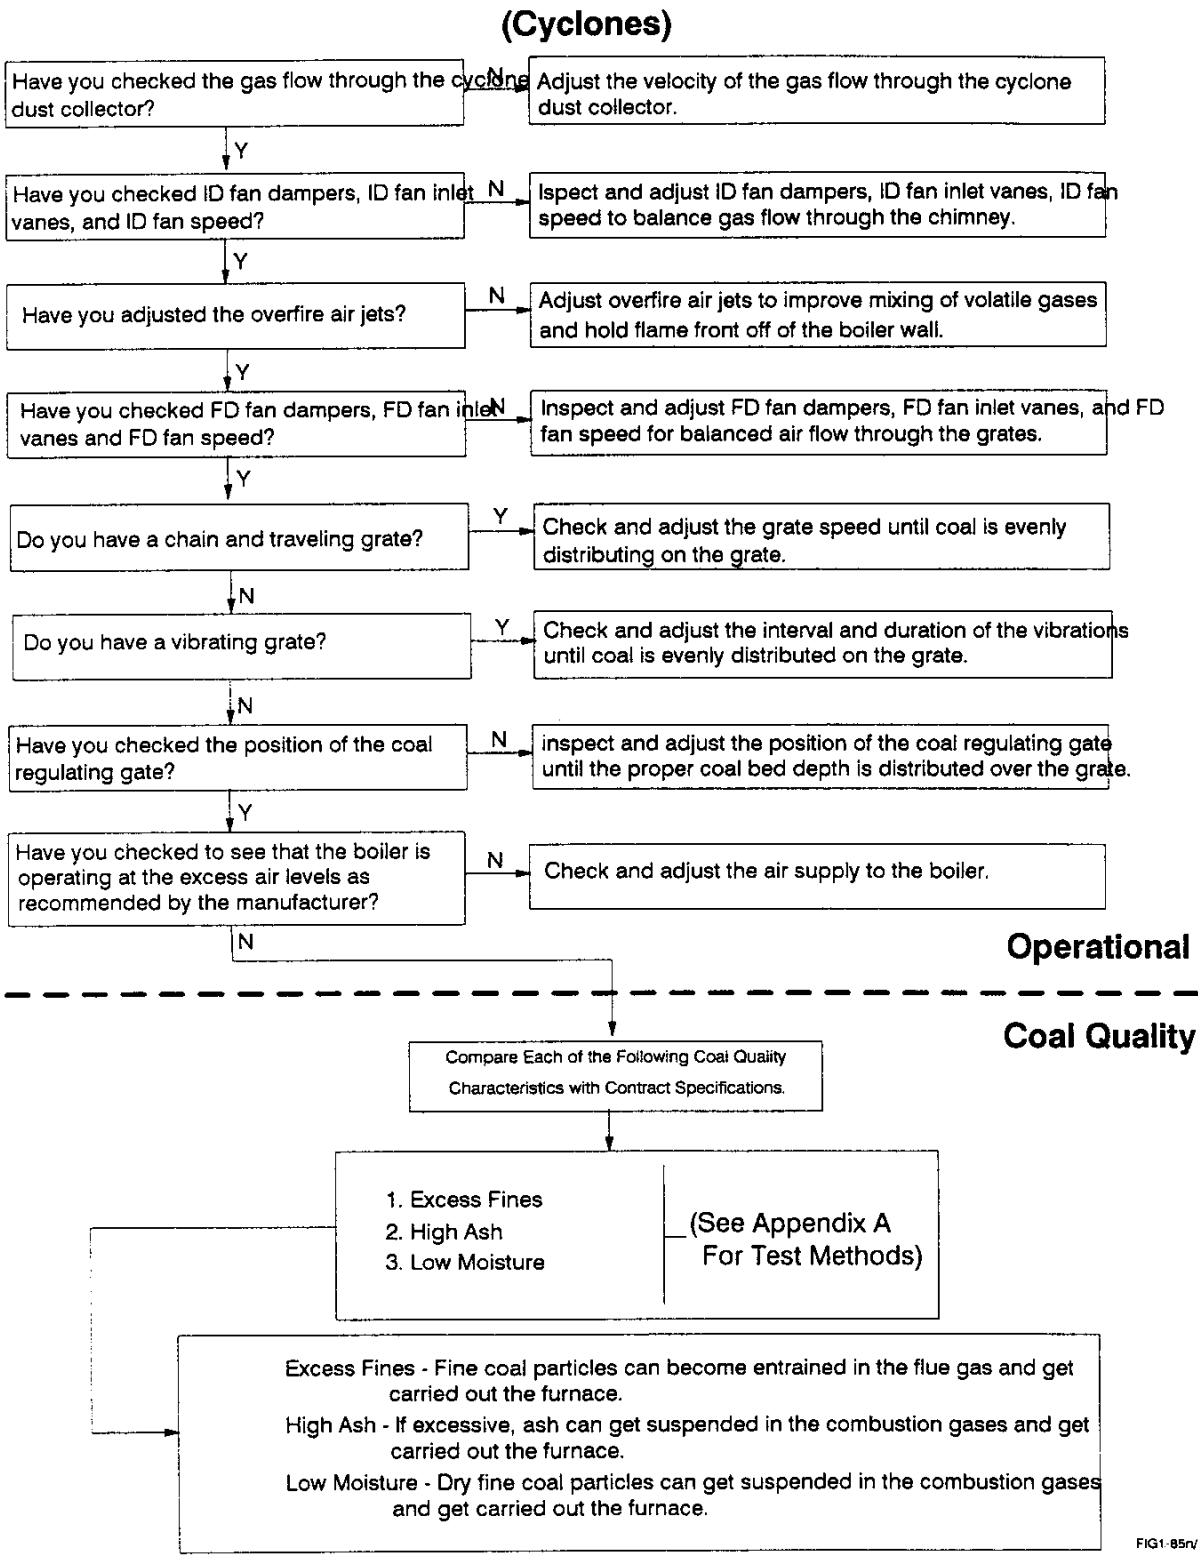 (Cyclones)
Have you checked the gas flow through the cyclone
dust collector?
N
Adjust the velocity of the gas flow through the cyclone
dust collector.
Y
Have you checked ID fan dampers, ID fan inlet
vanes, and ID fan speed?
N
Ispect and adjust ID fan dampers, ID fan inlet vanes, ID fan
speed to balance gas flow through the chimney.
Y
Have you adjusted the overfire air jets?
N
Adjust overfire air jets to improve mixing of volatile gases
and hold flame front off of the boiler wall.
Y
Have you checked FD fan dampers, FD fan inlet
vanes and FD fan speed?
N
Inspect and adjust FD fan dampers, FD fan inlet vanes, and FD
fan speed for balanced air flow through the grates.
Y
Do you have a chain and traveling grate?
Y
Check and adjust the grate speed until coal is evenly
distributing on the grate.
N
Do you have a vibrating grate?
Y
Check and adjust the interval and duration of the vibrations
until coal is evenly distributed on the grate.
N
Have you checked the position of the coal
regulating gate?
N
inspect and adjust the position of the coal regulating gate
until the proper coal bed depth is distributed over the grate.
Y
Have you checked to see that the boiler is
operating at the excess air levels as
recommended by the manufacturer?
N
Check and adjust the air supply to the boiler.
N
Operational
Coal Quality
Compare Each of the Following Coal Quality
Characteristics with Contract Specifications.
1. Excess Fines
2. High Ash
3. Low Moisture
(See Appendix A
For Test Methods)
Excess Fines - Fine coal particles can become entrained in the flue gas and get
carried out the furnace.
High Ash - If excessive, ash can get suspended in the combustion gases and get
carried out the furnace.
Low Moisture - Dry fine coal particles can get suspended in the combustion gases
and get carried out the furnace.